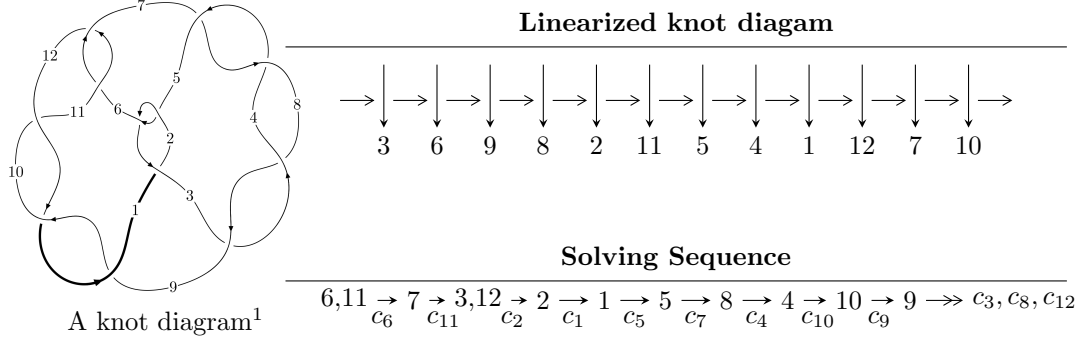 7
12
5
11
6
8
4
2
10
3
1
9
A knot diagram¹
Linearized knot diagam
3 6 9 8 2 11 5 4 1 12 7 10
Solving Sequence
6,11 → 7 → 3,12 → 2 → 1 → 5 → 8 → 4 → 10 → 9 →→ c₃, c₈, c₁₂
c₆ c₁₁ c₂ c₁ c₅ c₇ c₄ c₁₀ c₉